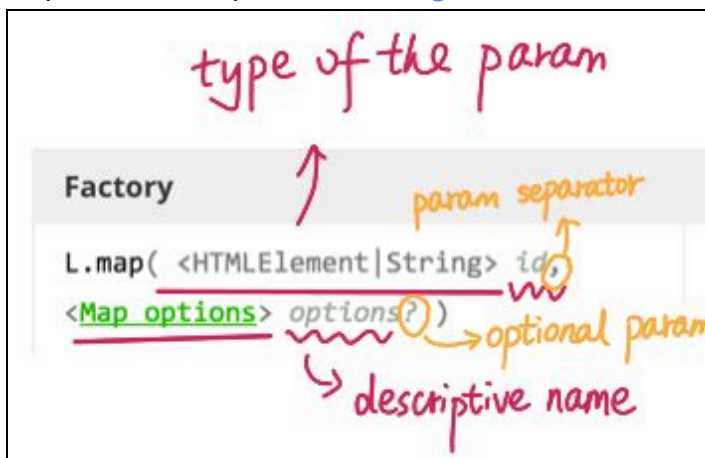 type of the param
Factory
param separator
L.map( <HTMLElement|String> id,
<Map options> options? )
optional param
descriptive name